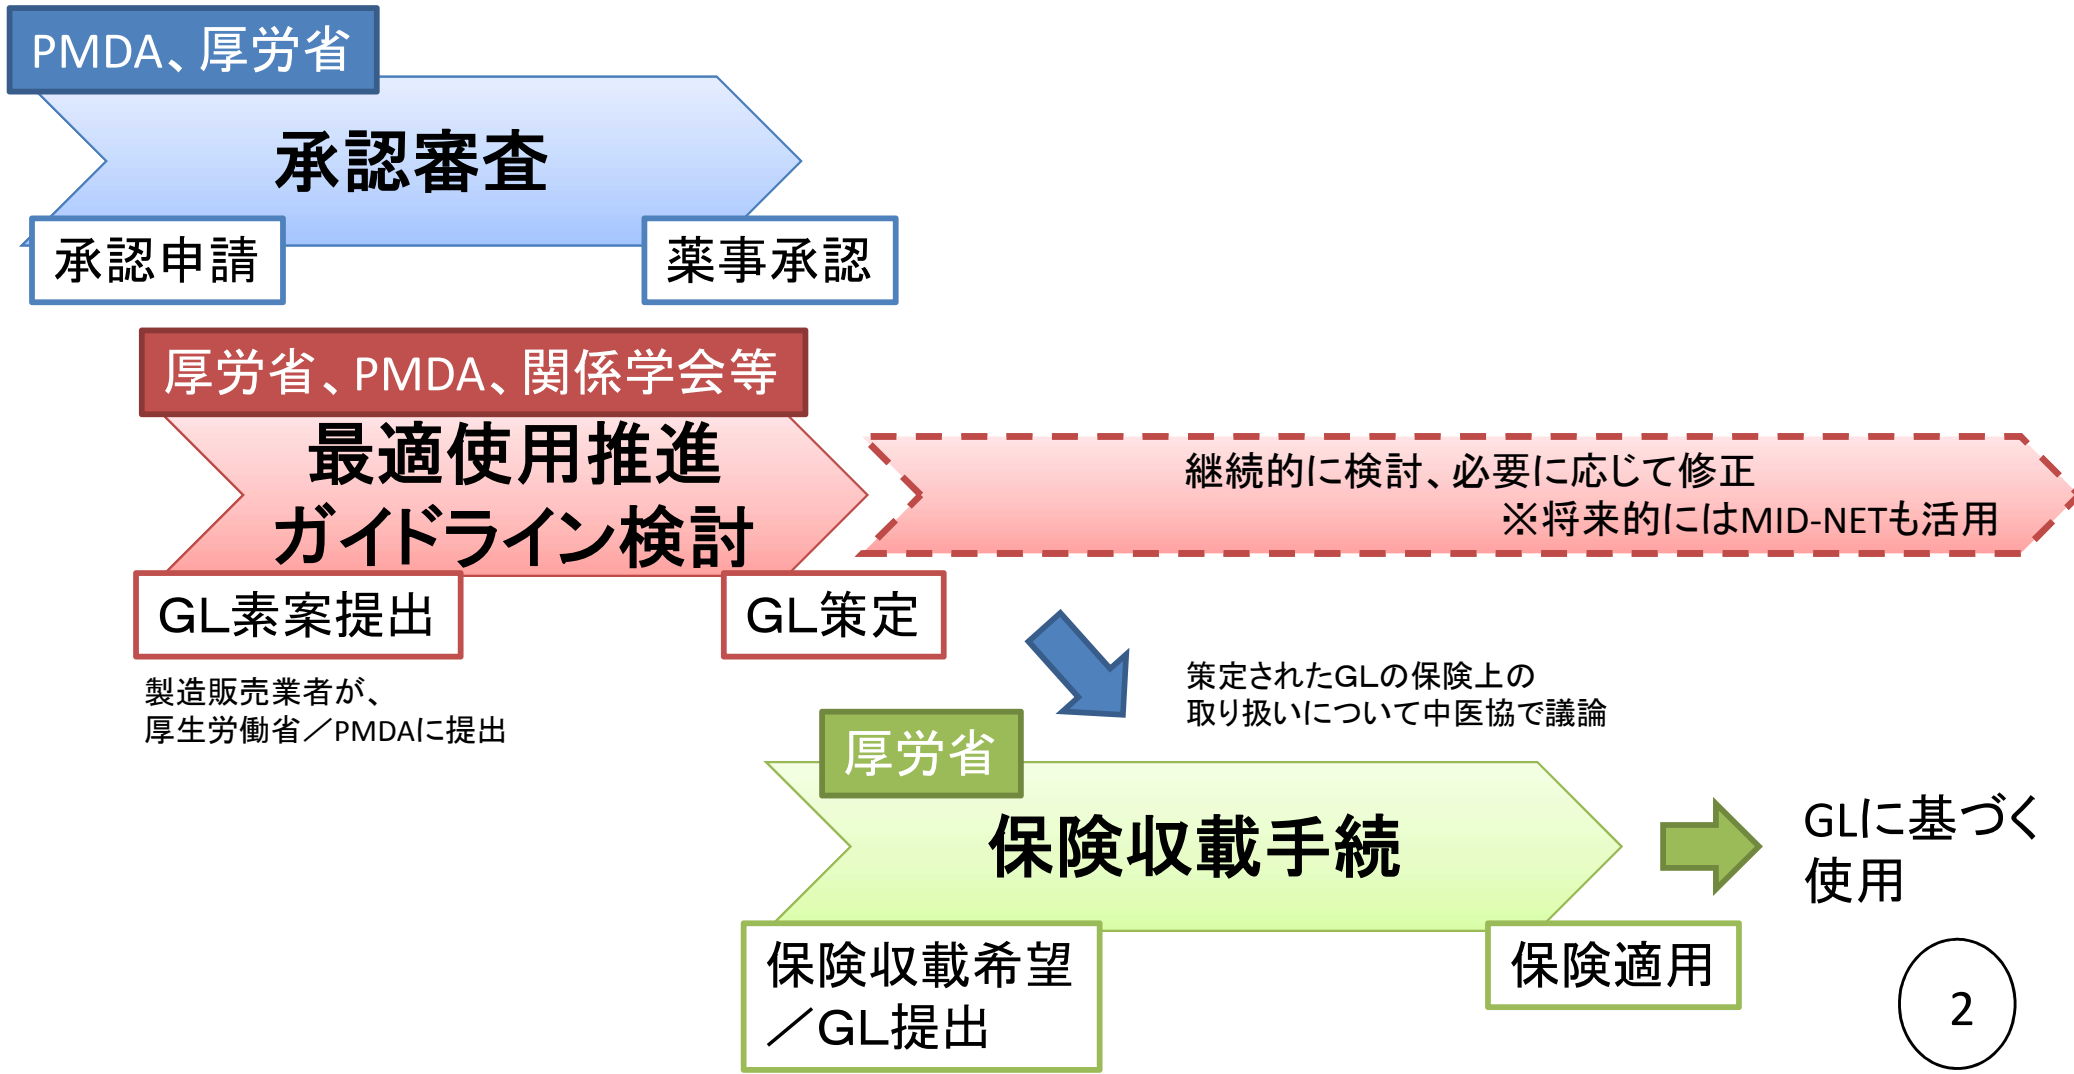 PMDA、厚労省
承認審査
承認申請
薬事承認
厚労省、PMDA、関係学会等
最適使用推進
ガイドライン検討
継続的に検討、必要に応じて修正
※将来的にはMID-NETも活用
GL素案提出
GL策定
製造販売業者が、
厚生労働省／PMDAに提出
策定されたGLの保険上の
取り扱いについて中医協で議論
厚労省
保険収載手続
GLに基づく
使用
保険収載希望
／GL提出
保険適用
2